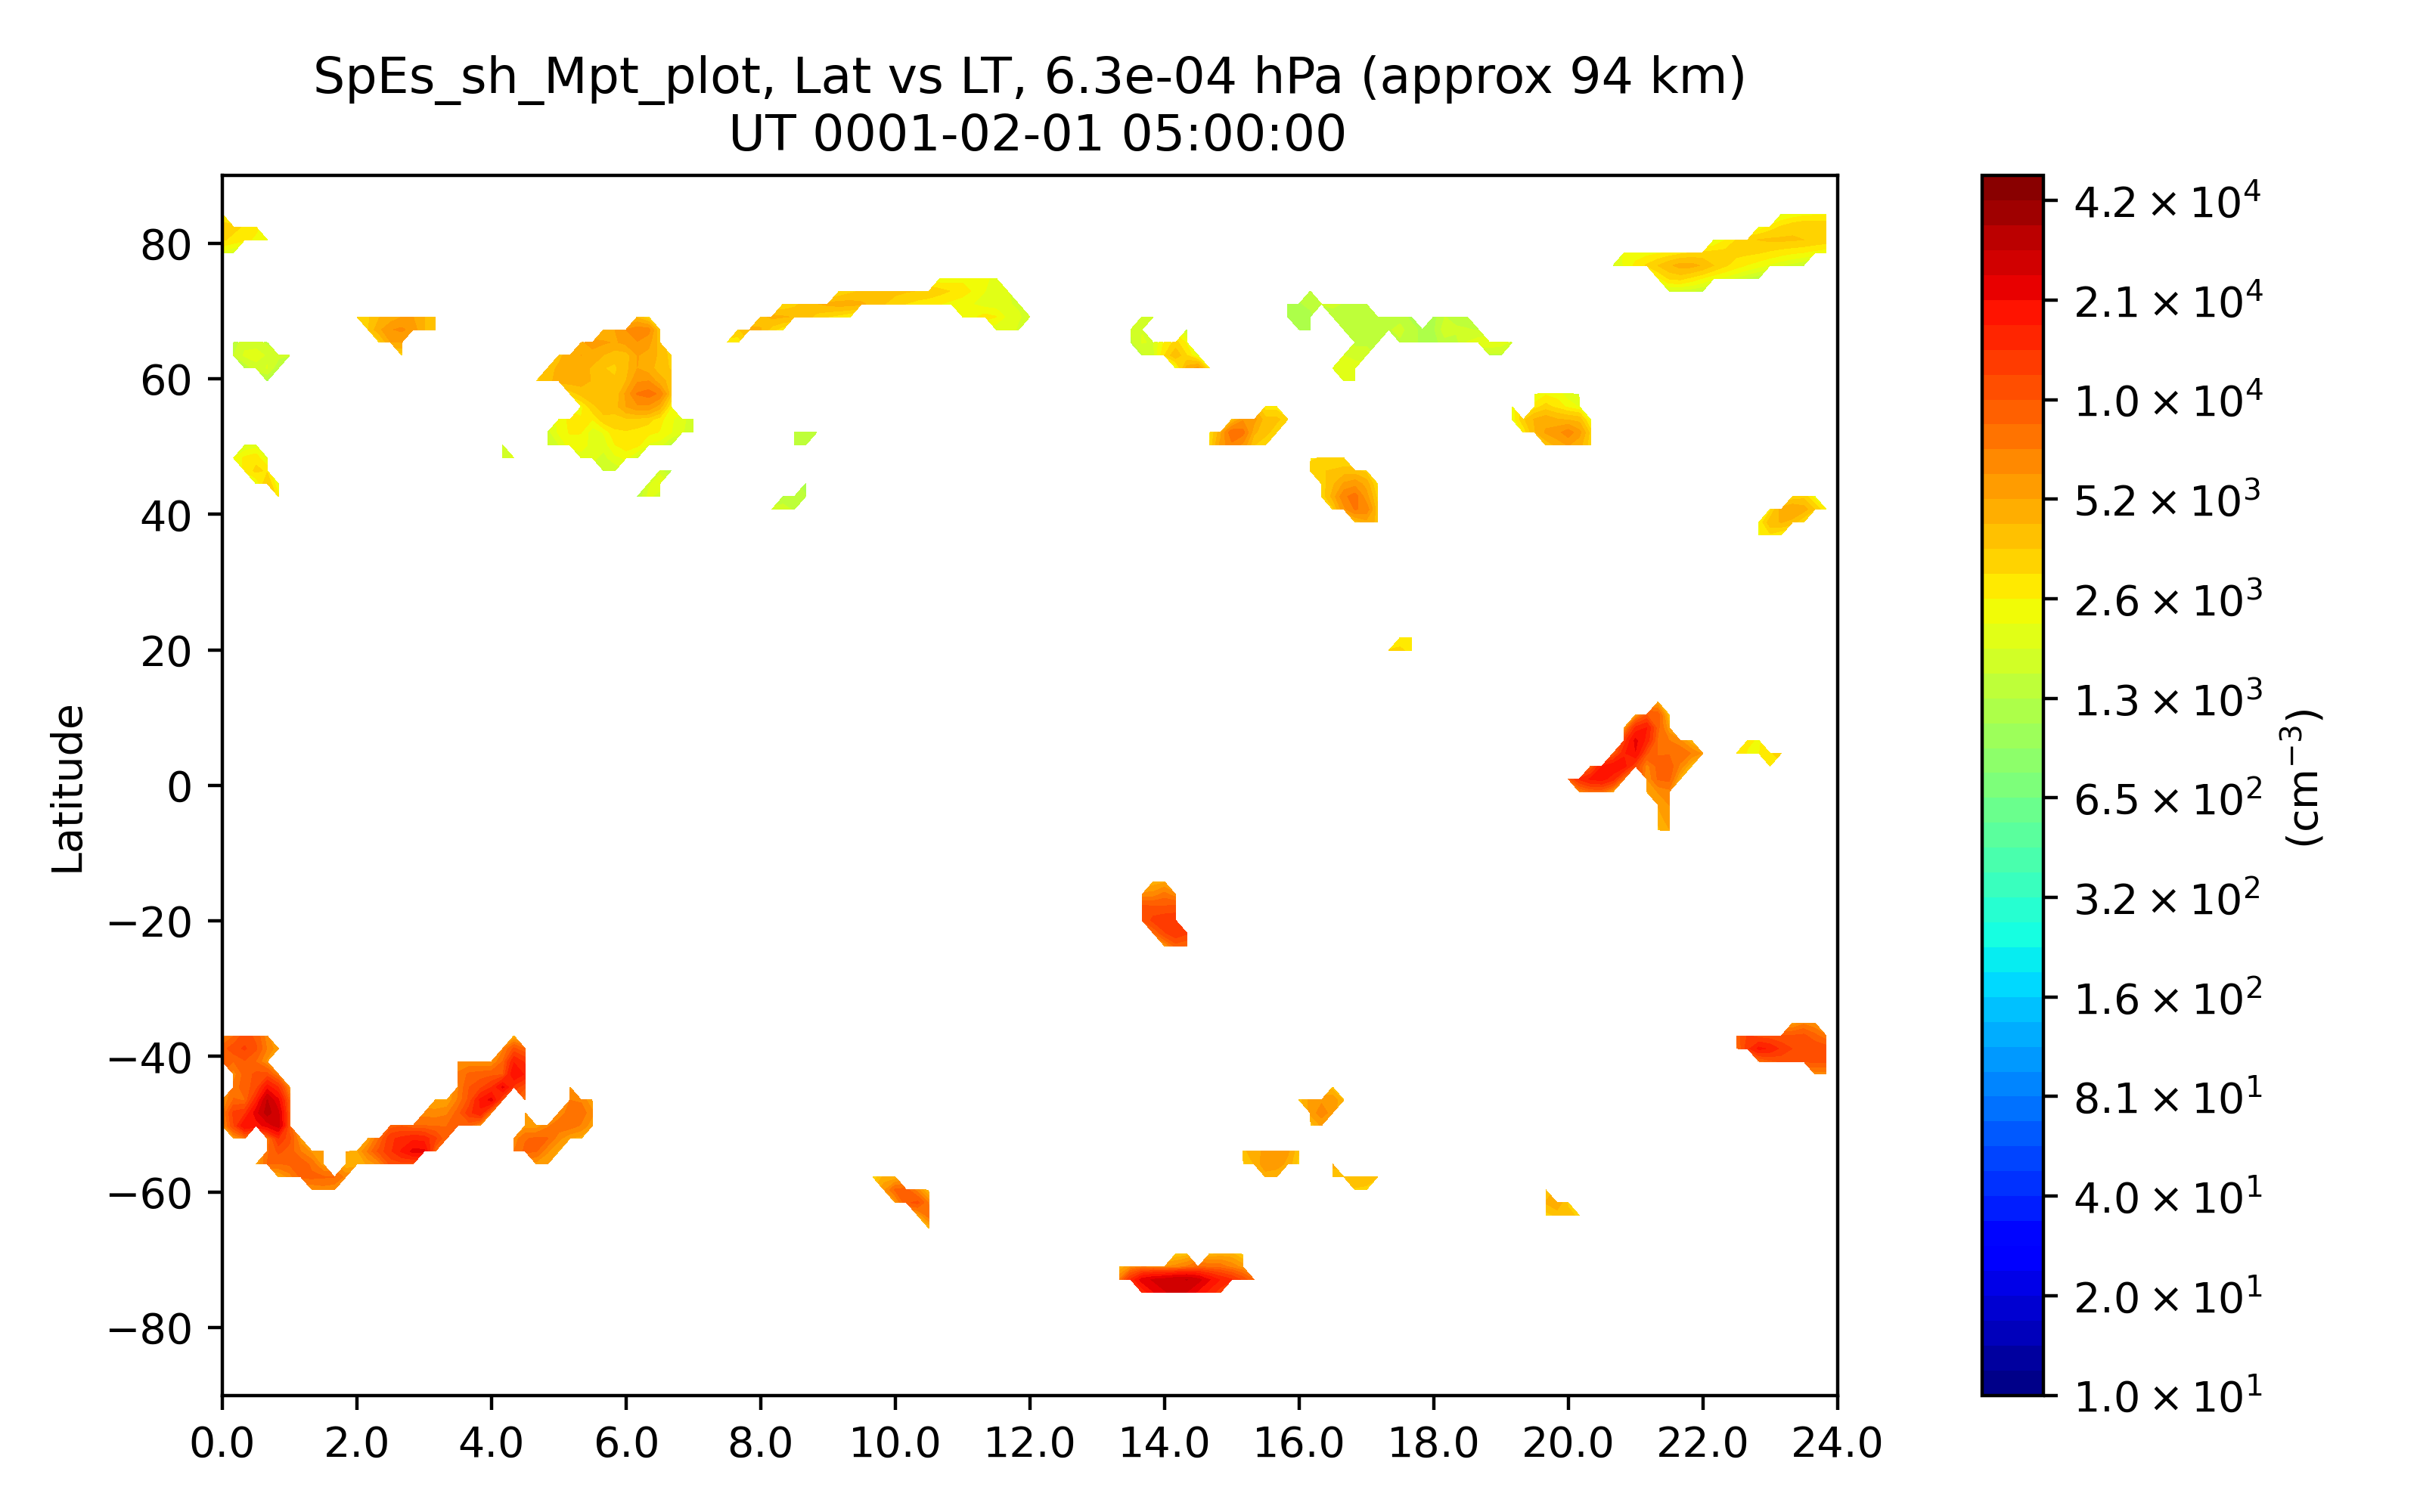 SpEs_sh_Mpt_plot, Lat vs LT, 6.3e-04 hPa (approx 94 km)
UT 0001-02-01 05:00:00
Latitude
80
60
40
20
0
−20
−40
−60
−80
0.0 2.0 4.0 6.0 8.0 10.0 12.0 14.0 16.0 18.0 20.0 22.0 24.0
4.2 × 10⁴
2.1 × 10⁴
1.0 × 10⁴
5.2 × 10³
2.6 × 10³
1.3 × 10³
6.5 × 10²
3.2 × 10²
1.6 × 10²
8.1 × 10¹
4.0 × 10¹
2.0 × 10¹
1.0 × 10¹
(cm⁻³)